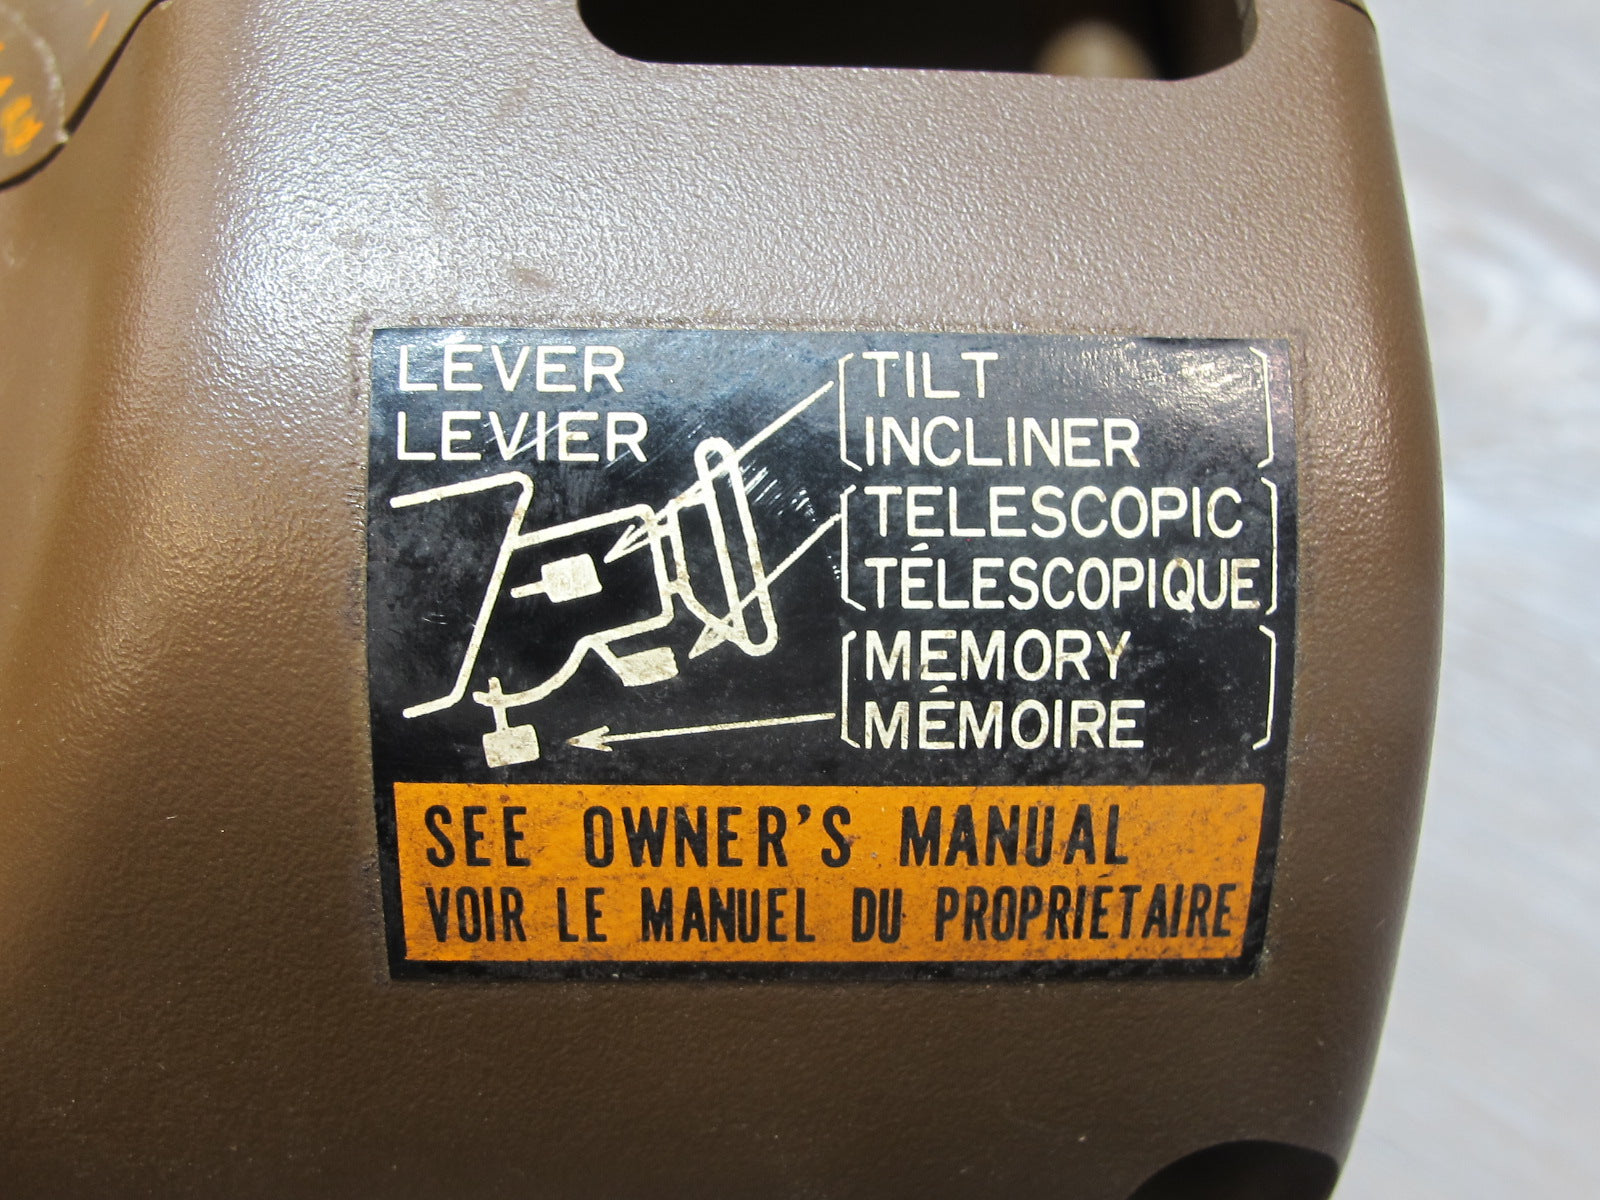 LEVER
LEVIER
TILT
INCLINER
TELESCOPIC
TÉLESCOPIQUE
MEMORY
MÉMOIRE
SEE OWNER'S MANUAL
VOIR LE MANUEL DU PROPRIETAIRE